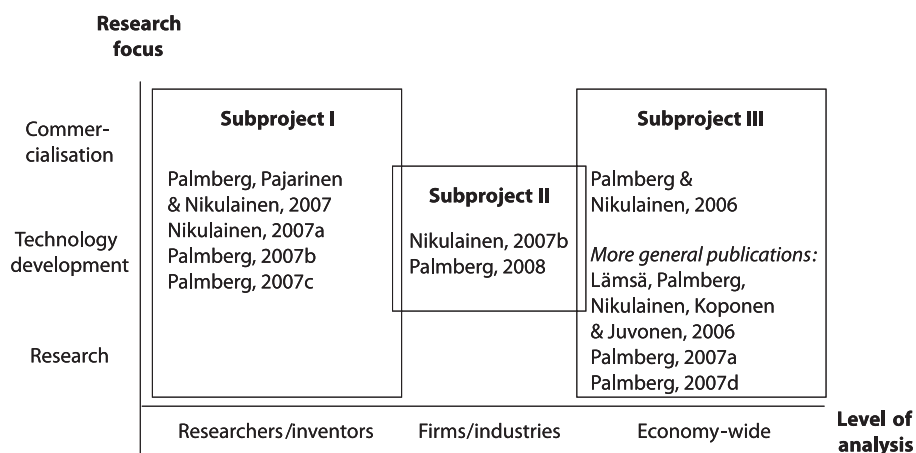 Research
focus
Commer-
cialisation
Technology
development
Research
Subproject I
Palmberg, Pajarinen
& Nikulainen, 2007
Nikulainen, 2007a
Palmberg, 2007b
Palmberg, 2007c
Subproject II
Nikulainen, 2007b
Palmberg, 2008
Subproject III
Palmberg &
Nikulainen, 2006
More general publications:
Lämsä, Palmberg,
Nikulainen, Koponen
& Juvonen, 2006
Palmberg, 2007a
Palmberg, 2007d
Researchers/inventors
Firms/industries
Economy-wide
Level of
analysis